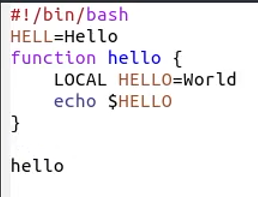 #!/bin/bash
HELL=Hello
function hello {
    LOCAL HELLO=World
    echo $HELLO
}

hello